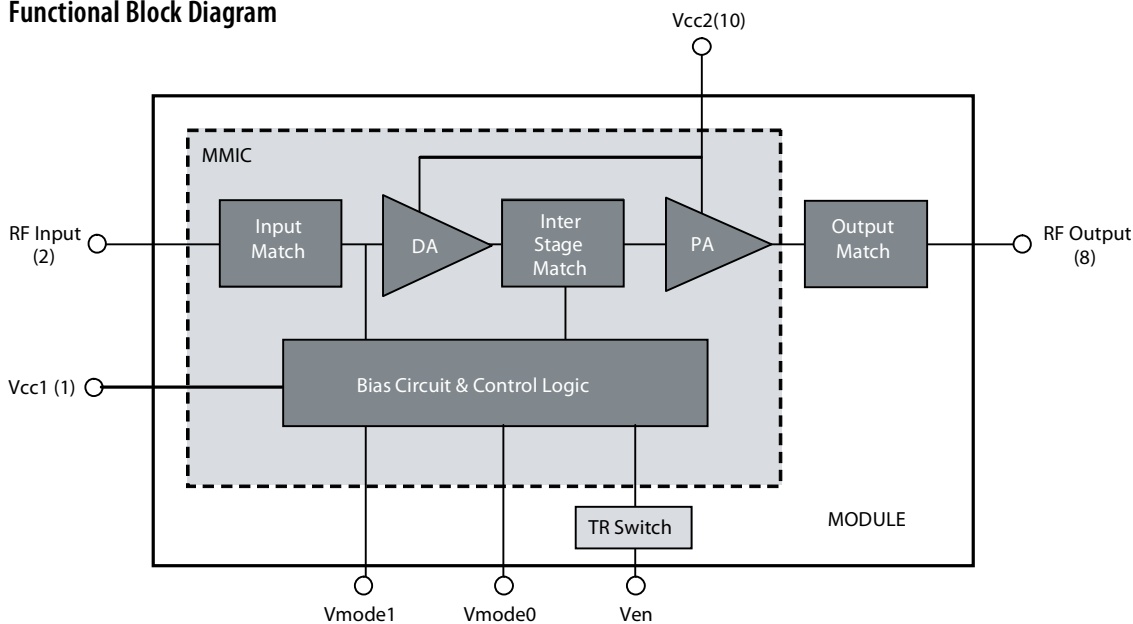 Functional Block Diagram
Vcc2(10)
MMIC
RF Input
(2)
Input
Match
DA
Inter
Stage
Match
PA
Output
Match
RF Output
(8)
Vcc1 (1)
Bias Circuit & Control Logic
TR Switch
MODULE
Vmode1
Vmode0
Ven